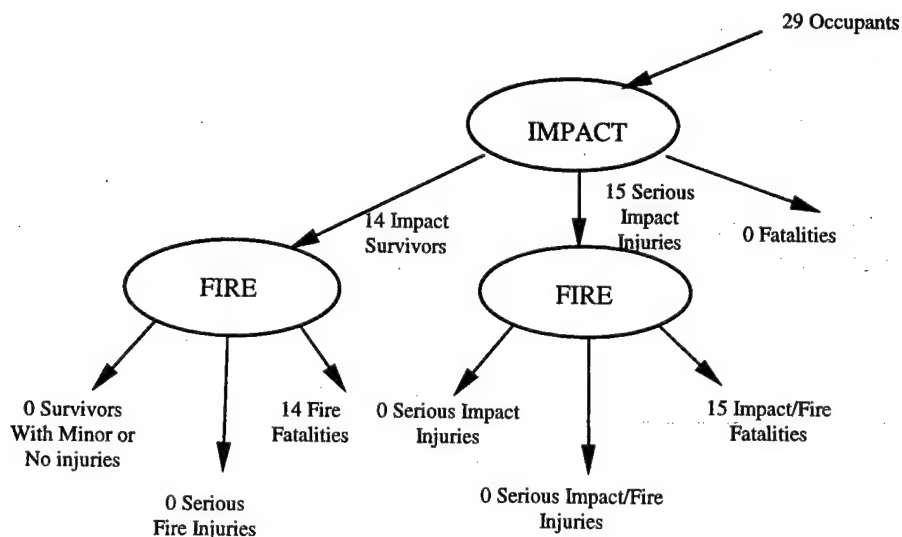 29 Occupants
IMPACT
14 Impact
Survivors
15 Serious
Impact
Injuries
0 Fatalities
FIRE
FIRE
0 Survivors
With Minor or
No injuries
0 Serious
Fire Injuries
14 Fire
Fatalities
0 Serious Impact
Injuries
0 Serious Impact/Fire
Injuries
15 Impact/Fire
Fatalities